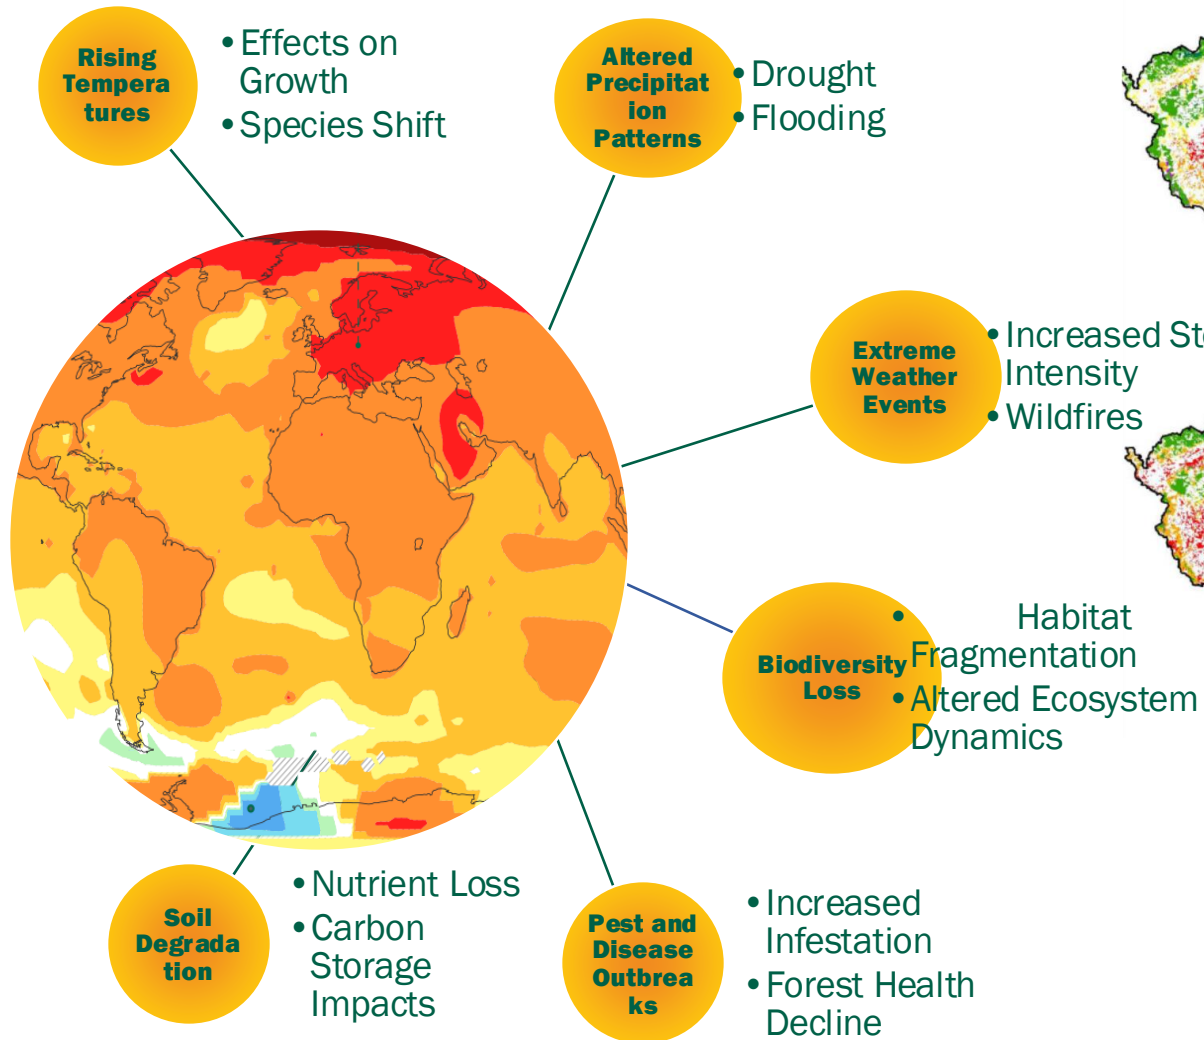 Rising
Tempera
tures
• Effects on
Growth
• Species Shift
Altered
Precipitat
ion
Patterns
• Drought
• Flooding
Extreme
Weather
Events
• Increased
Intensity
• Wildfires
Biodiversity
Loss
• Habitat
Fragmentation
• Altered Ecosystem
Dynamics
Soil
Degrada
tion
• Nutrient Loss
• Carbon
Storage
Impacts
Pest and
Disease
Outbrea
ks
• Increased
Infestation
• Forest Health
Decline